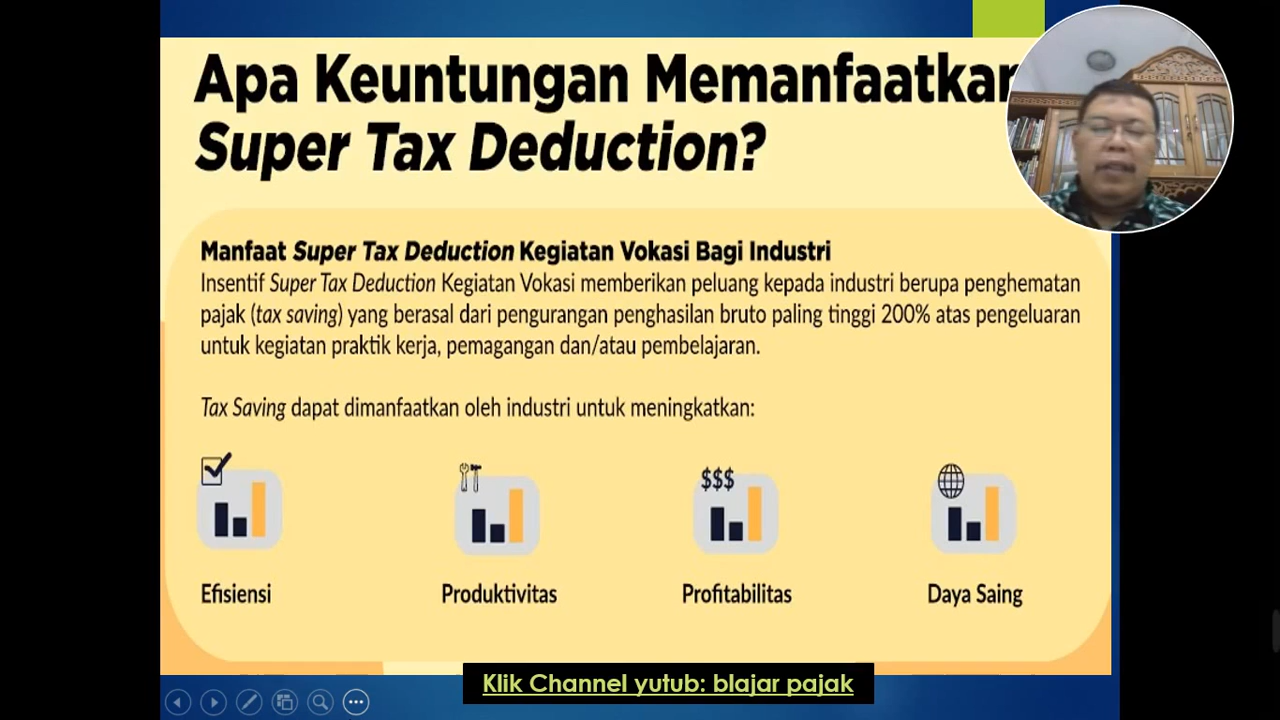 Apa Keuntungan Memanfaatkan
Super Tax Deduction?
Manfaat Super Tax Deduction Kegiatan Vokasi Bagi Industri
Insentif Super Tax Deduction Kegiatan Vokasi memberikan peluang kepada industri berupa penghematan
pajak (tax saving) yang berasal dari pengurangan penghasilan bruto paling tinggi 200% atas pengeluaran
untuk kegiatan praktik kerja, pemagangan dan/atau pembelajaran.
Tax Saving dapat dimanfaatkan oleh industri untuk meningkatkan:
$$$
Efisiensi
Produktivitas
Profitabilitas
Daya Saing
Klik Channel yutub: blajar pajak